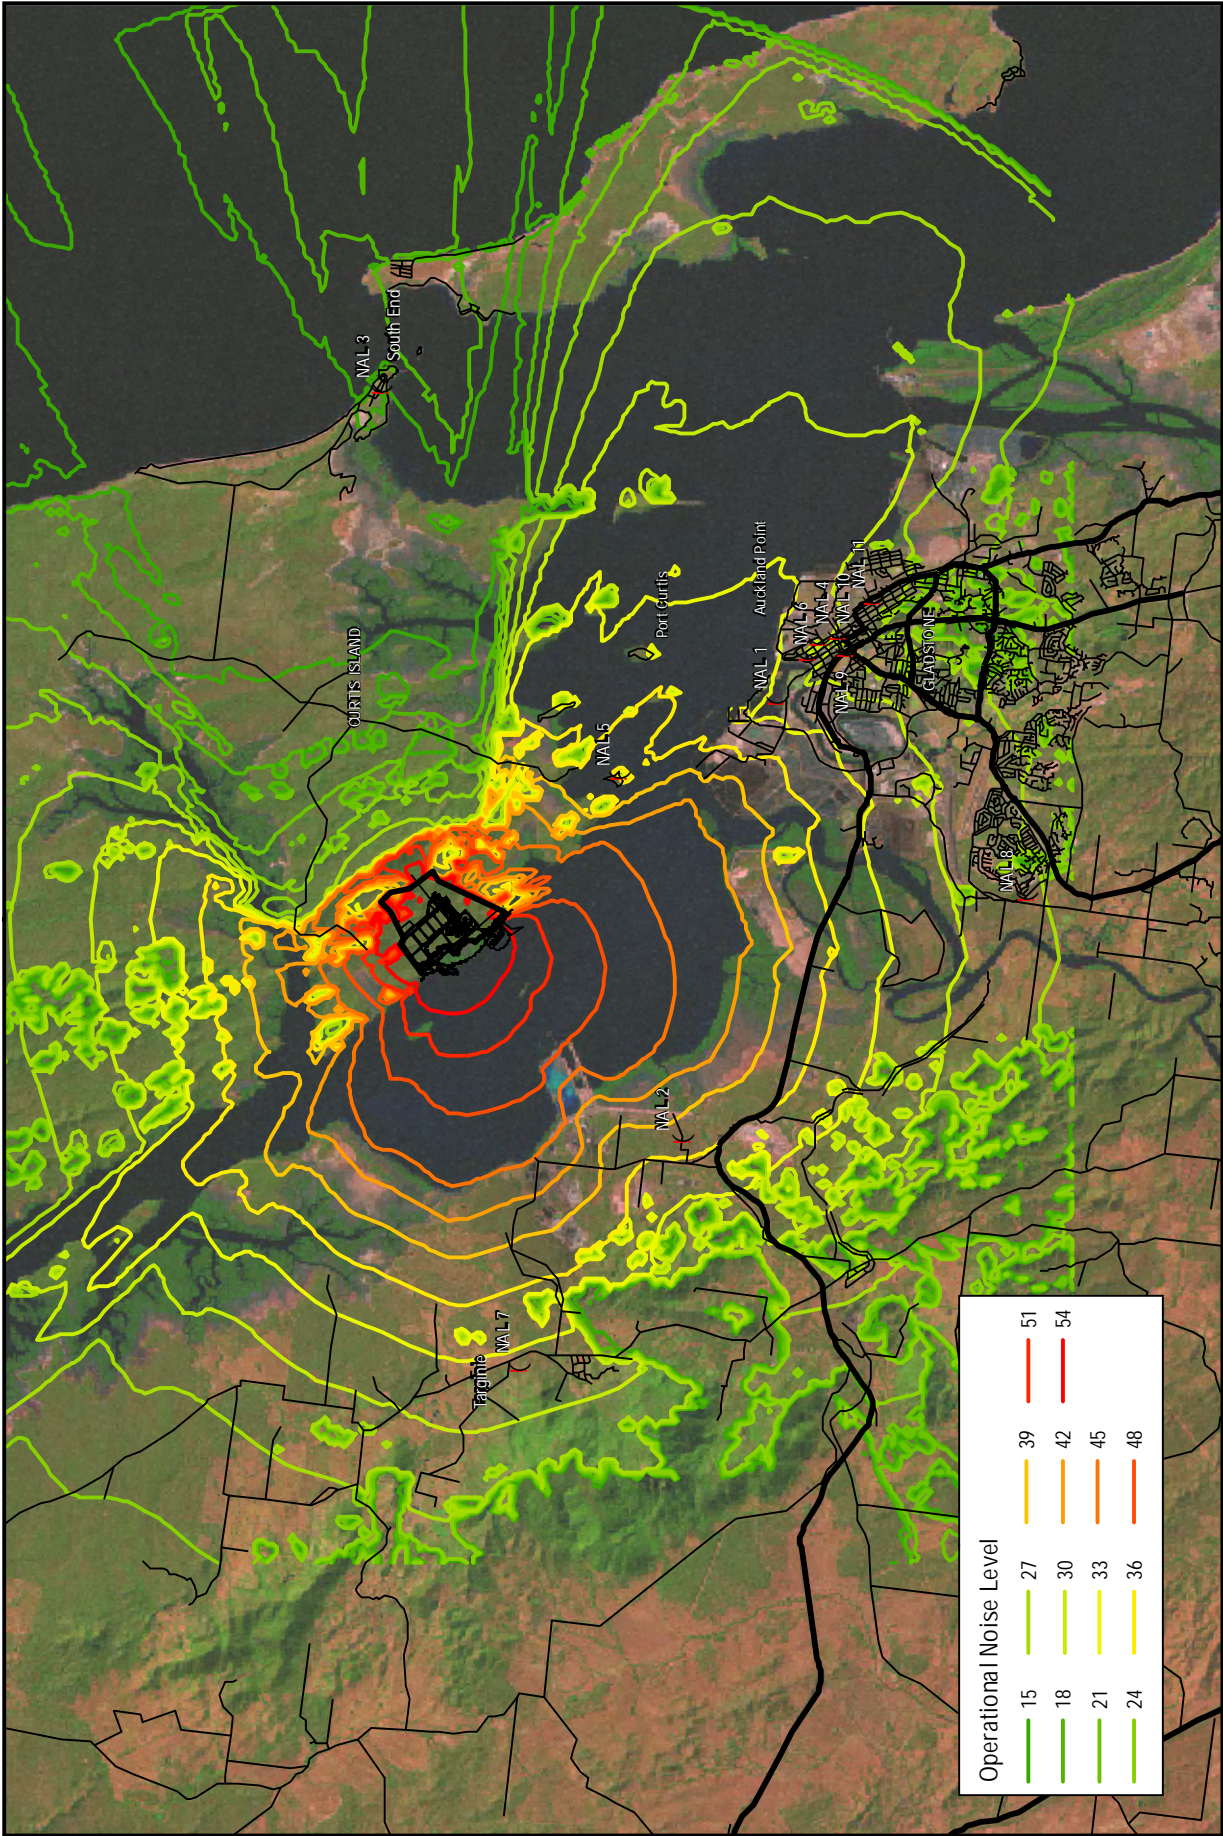 NAL 3
South End
CURTIS ISLAND
NAL 5
Port Curtis
Auckland Point
NAL 1
NAL 6
NAL 4
NAL 10
NAL 11
NAL 9
GLADSTONE
NAL 8
NAL 2
NAL 7
Targinie
Operational Noise Level
15
27
39
51
18
30
42
54
21
33
45
24
36
48